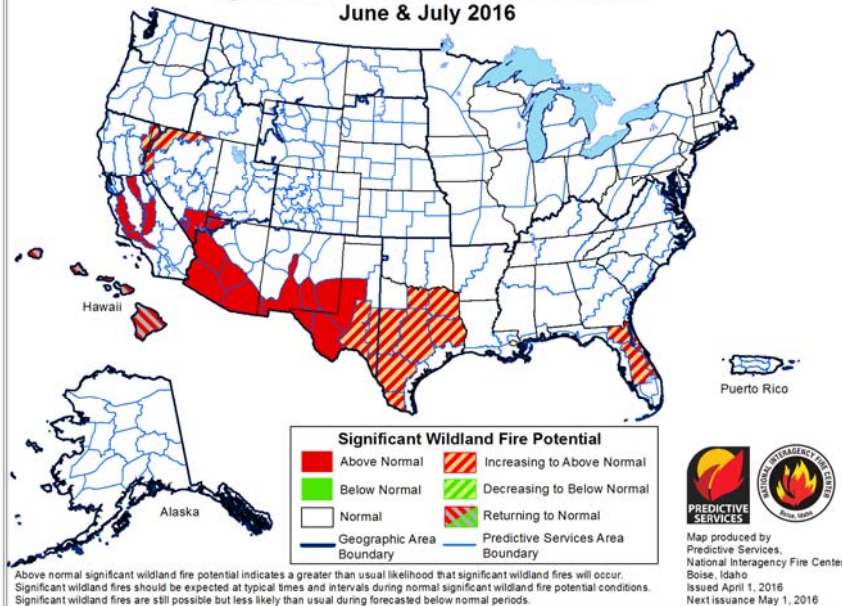 June & July 2016
Hawaii
Alaska
Puerto Rico
Significant Wildland Fire Potential
Above Normal
Increasing to Above Normal
Below Normal
Decreasing to Below Normal
Normal
Returning to Normal
Geographic Area
Boundary
Predictive Services Area
Boundary
PREDICTIVE
SERVICES
NATIONAL INTERAGENCY FIRE CENTER
Boise, Idaho
Map produced by
Predictive Services,
National Interagency Fire Center
Boise, Idaho
Issued April 1, 2016
Next issuance May 1, 2016
Above normal significant wildland fire potential indicates a greater than usual likelihood that significant wildland fires will occur.
Significant wildland fires should be expected at typical times and intervals during normal significant wildland fire potential conditions.
Significant wildland fires are still possible but less likely than usual during forecasted below normal periods.